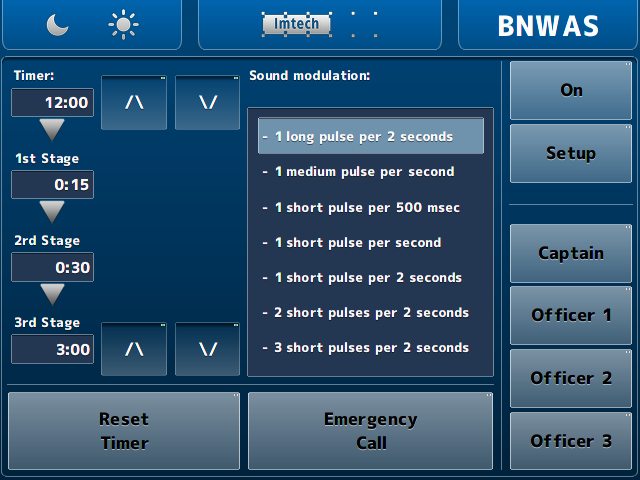 Imtech
BNWAS
Timer:
12:00
/\
\/
1st Stage
0:15
2rd Stage
0:30
3rd Stage
3:00
/\
\/
Sound modulation:
- 1 long pulse per 2 seconds
- 1 medium pulse per second
- 1 short pulse per 500 msec
- 1 short pulse per second
- 1 short pulse per 2 seconds
- 2 short pulses per 2 seconds
- 3 short pulses per 2 seconds
On
Setup
Captain
Officer 1
Officer 2
Officer 3
Reset
Timer
Emergency
Call